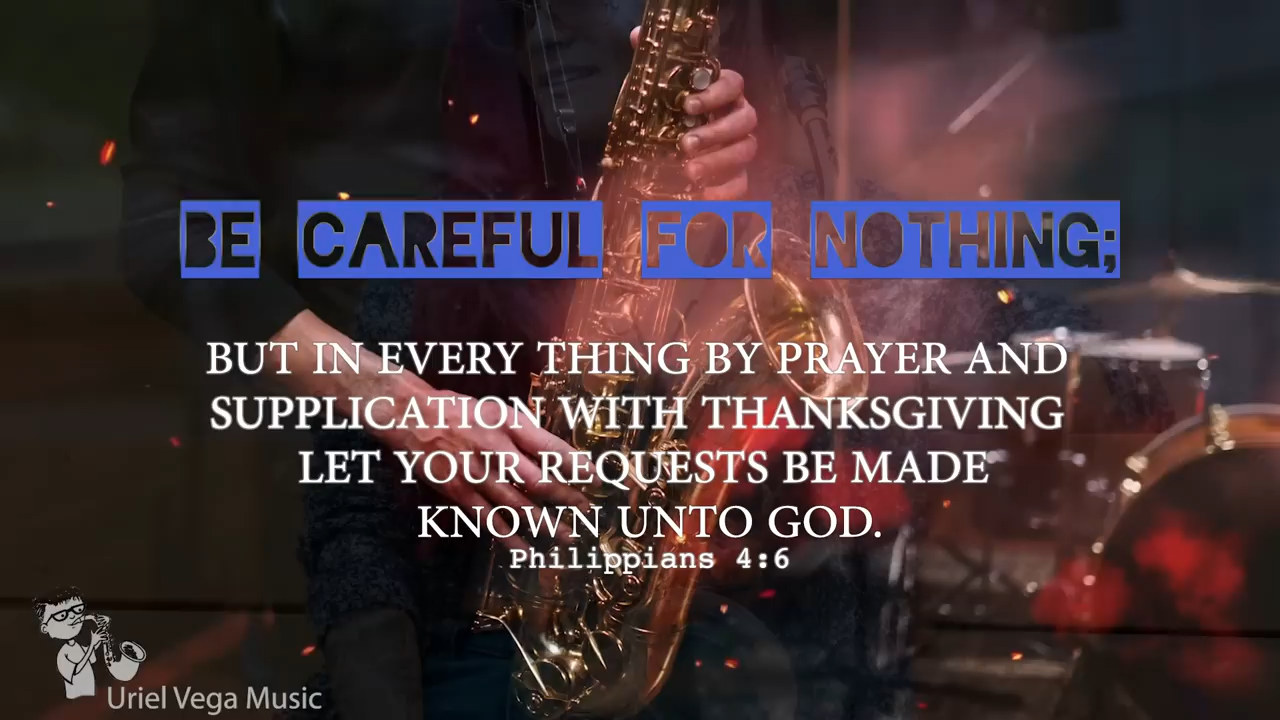 BE CAREFUL FOR NOTHING;
BUT IN EVERY THING BY PRAYER AND
SUPPLICATION WITH THANKSGIVING
LET YOUR REQUESTS BE MADE
KNOWN UNTO GOD.
Philippians 4:6
Uriel Vega Music